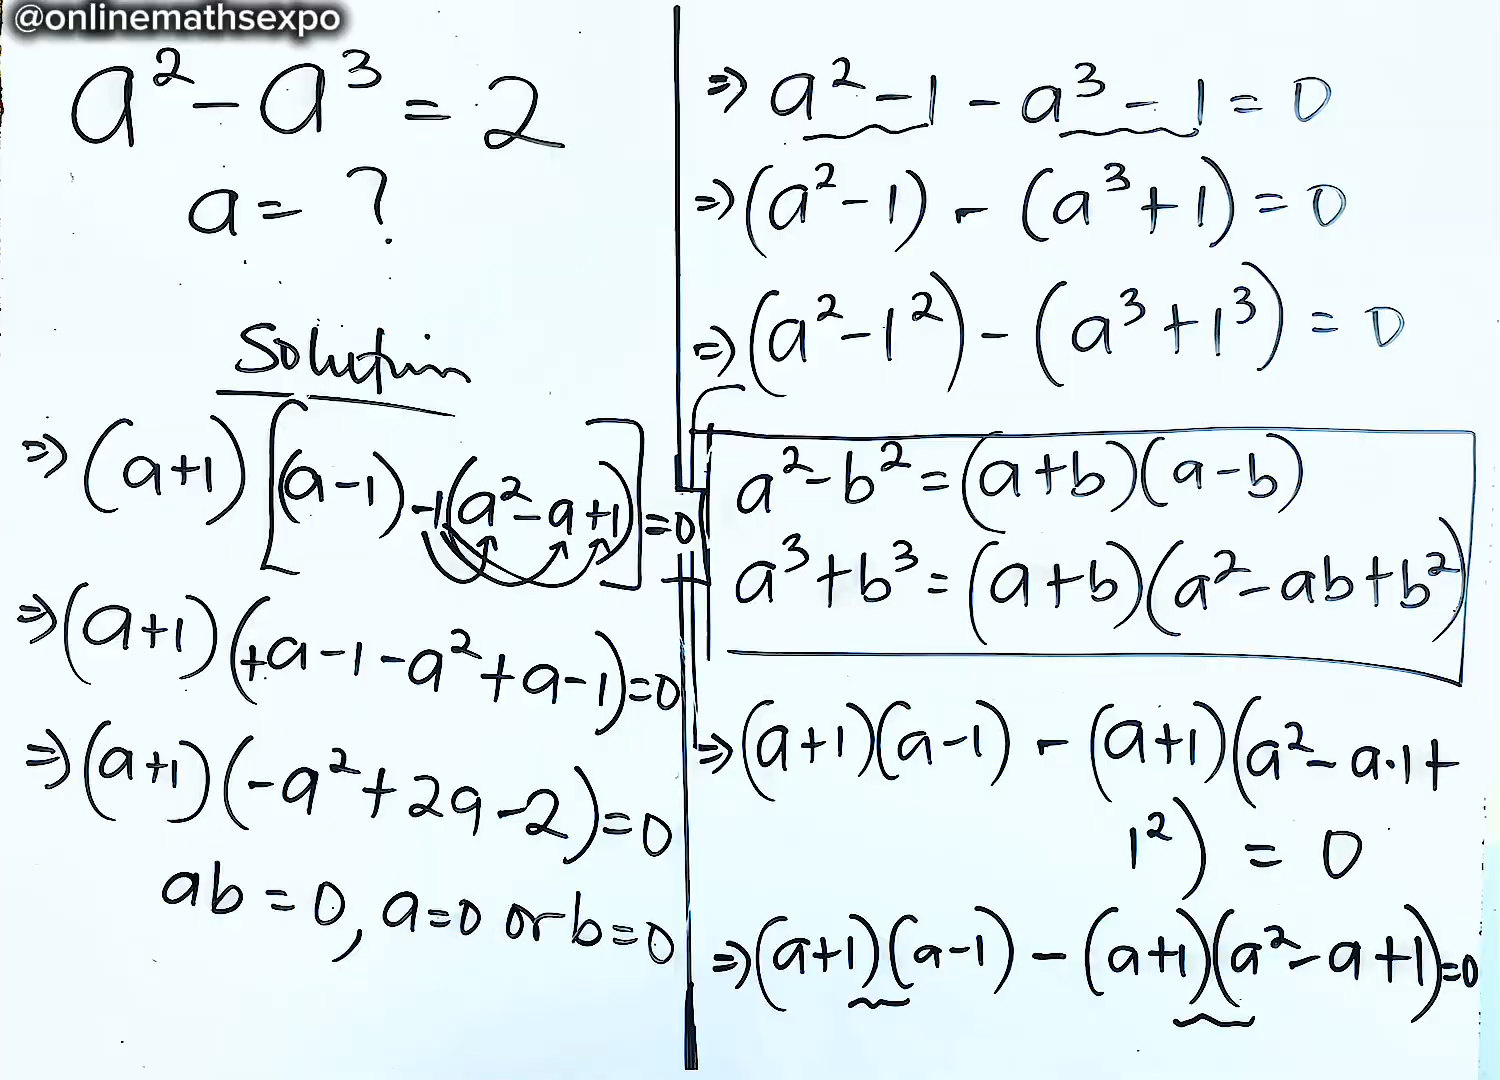 @onlinemathsexpo
a² - a³ = 2
a = ?
Solution
⇒ (a+1) [(a-1) -1(a² - a + 1)] = 0
⇒ (a+1) (+a - 1 - a² + a - 1) = 0
⇒ (a+1) (-a² + 2a - 2) = 0
ab = 0, a = 0 or b = 0
⇒ a² - 1 - a³ - 1 = 0
⇒ (a² - 1) - (a³ + 1) = 0
⇒ (a² - 1²) - (a³ + 1³) = 0
a² - b² = (a+b)(a-b)
a³ + b³ = (a+b)(a² - ab + b²)
⇒ (a+1)(a-1) - (a+1)(a² - a·1 +
1²) = 0
⇒ (a+1)(a-1) - (a+1)(a² - a + 1) = 0